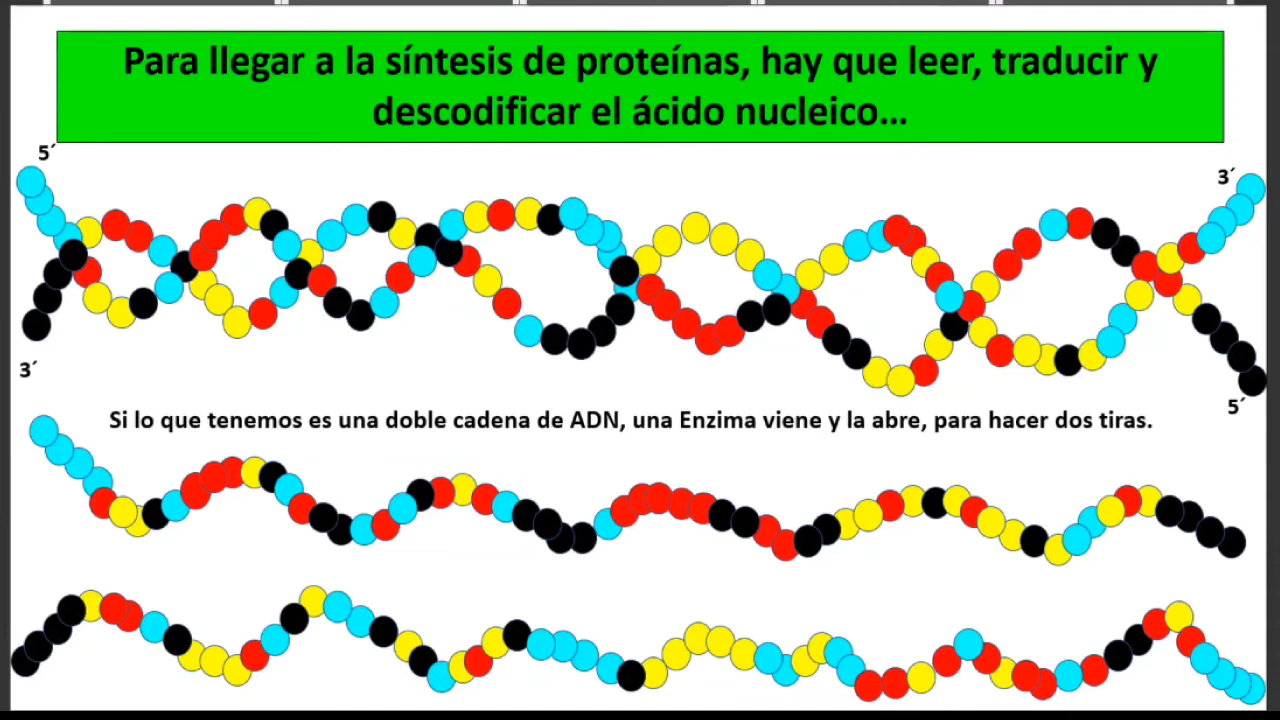 Para llegar a la síntesis de proteínas, hay que leer, traducir y
descodificar el ácido nucleico...
5´
3´
3´
5´
Si lo que tenemos es una doble cadena de ADN, una Enzima viene y la abre, para hacer dos tiras.